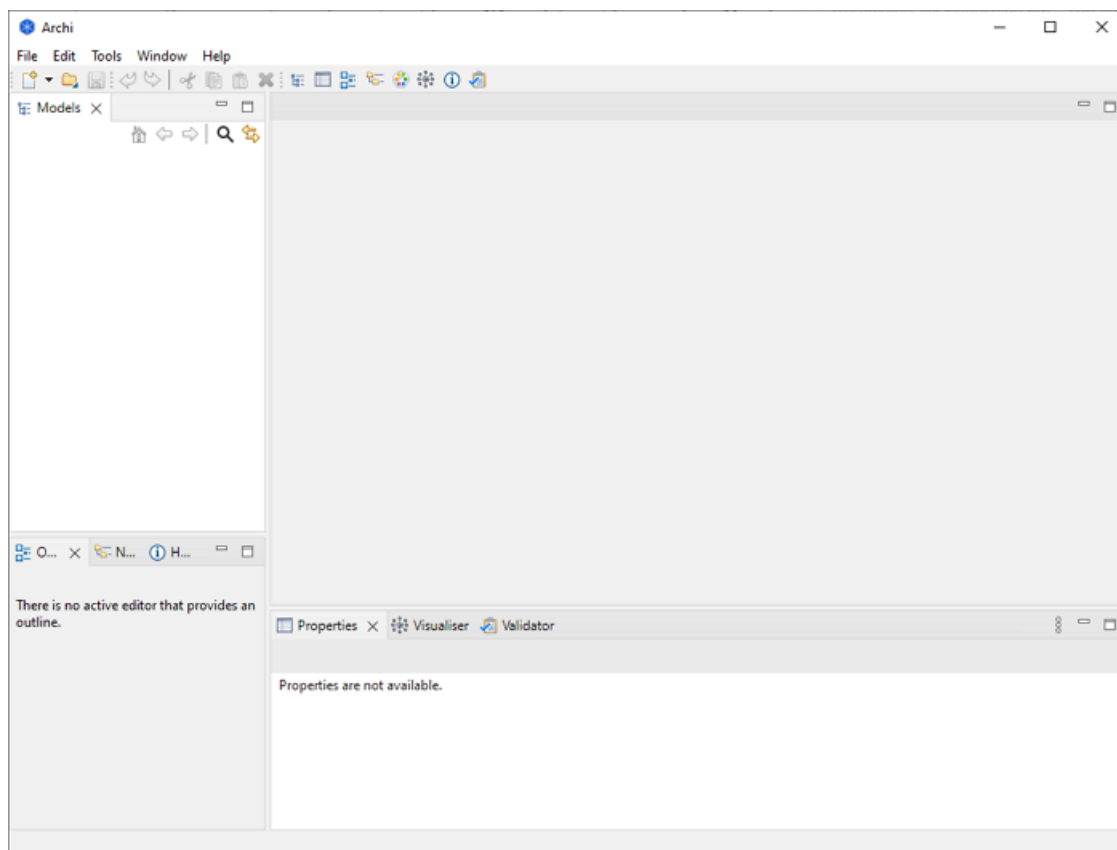 Archi
File Edit Tools Window Help
Models
O... N... H...
There is no active editor that provides an
outline.
Properties Visualiser Validator
Properties are not available.